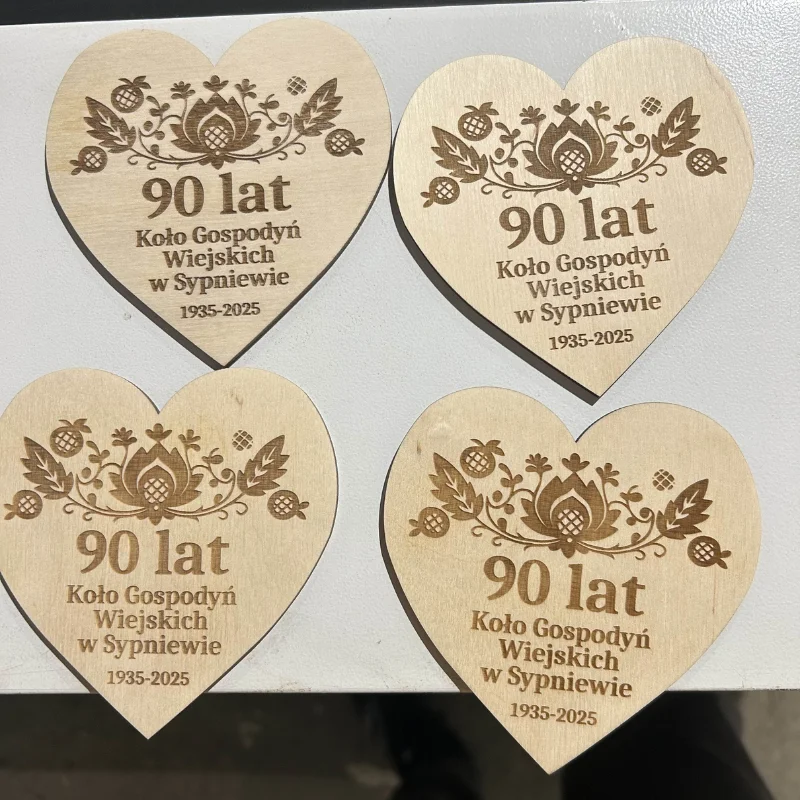 90 lat
Koło Gospodyń
Wiejskich
w Sypniewie
1935-2025
90 lat
Koło Gospodyń
Wiejskich
w Sypniewie
1935-2025
90 lat
Koło Gospodyń
Wiejskich
w Sypniewie
1935-2025
90 lat
Koło Gospodyń
Wiejskich
w Sypniewie
1935-2025